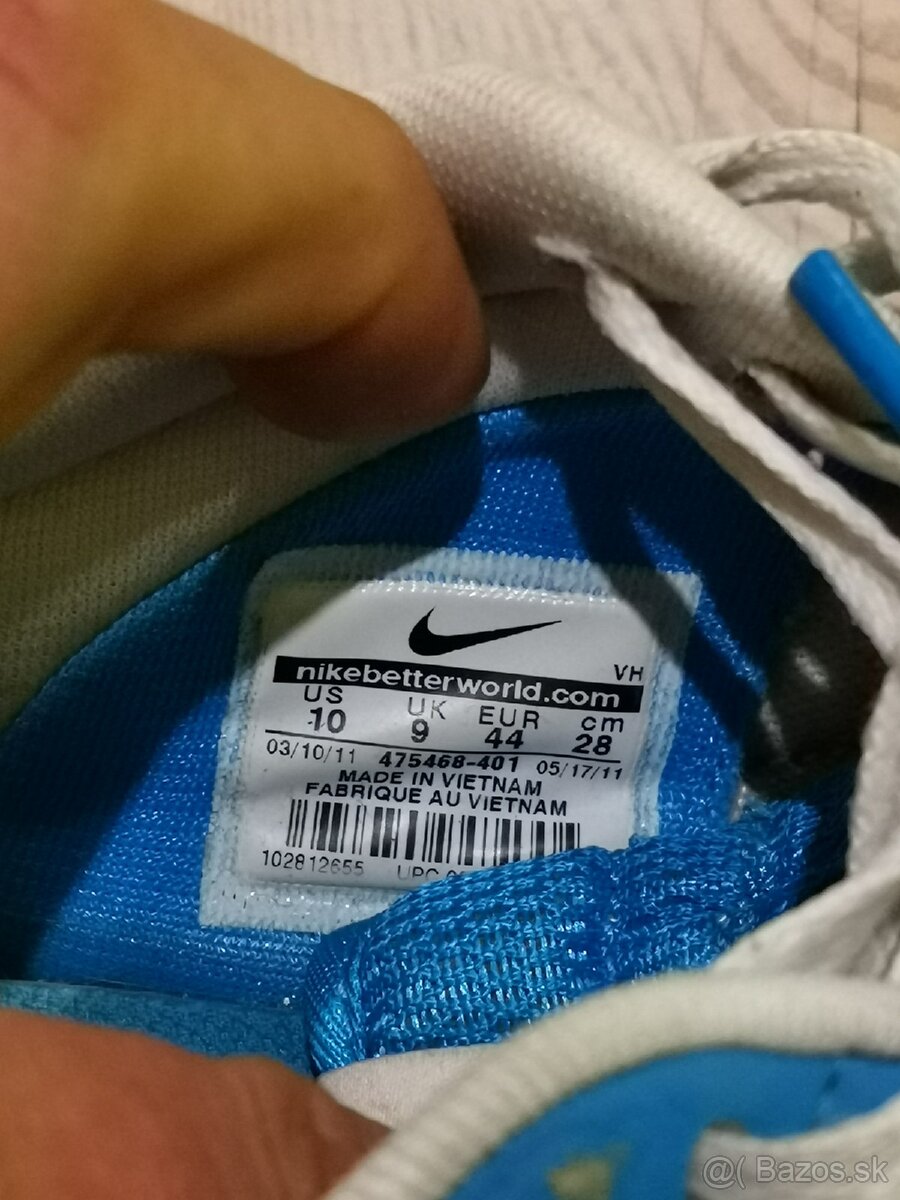 VH
nikebetterworld.com
US UK EUR cm
10 9 44 28
03/10/11 475468-401 05/17/11
MADE IN VIETNAM
FABRIQUE AU VIETNAM
102812655 UPC
@( Bazos.sk